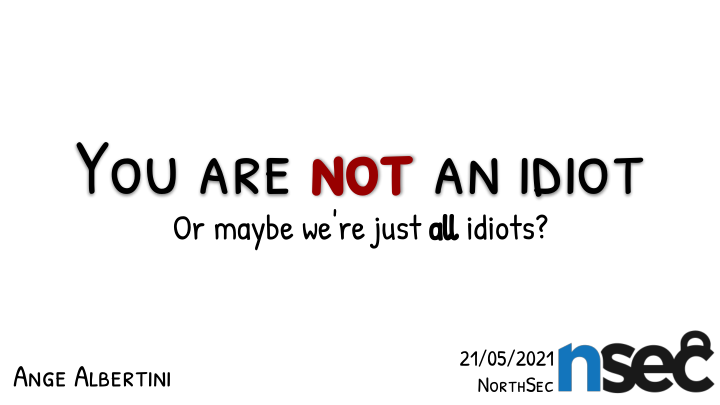 You are not an idiot
Or maybe we're just all idiots?
Ange Albertini
21/05/2021
NorthSec
nsec